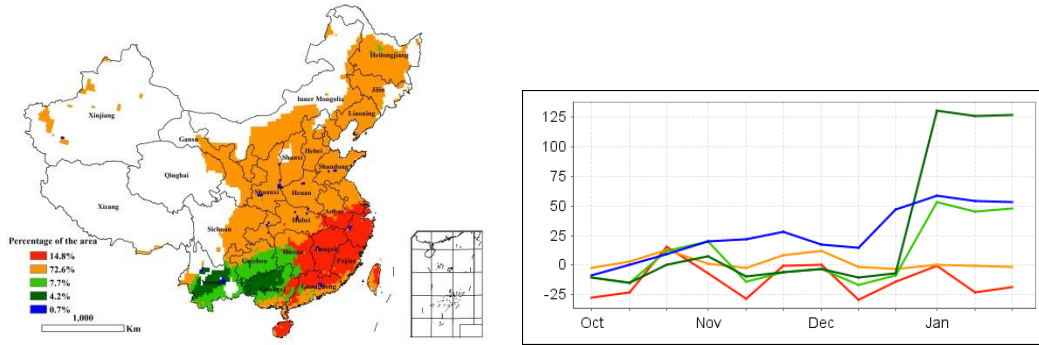 Heilongjiang
Jilin
Inner Mongolia
Liaoning
Xinjiang
Gansu
Hebei
Shanxi
Shandong
Qinghai
Shaanxi
Henan
Xizang
Anhui
Hubei
Sichuan
Percentage of the area
14.8%
72.6%
7.7%
4.2%
0.7%
1,000
Km
Hunan
Jiangxi
Guizhou
Fujian
Yunnan
Guangxi
Guangdong
125
100
75
50
25
0
-25
Oct
Nov
Dec
Jan